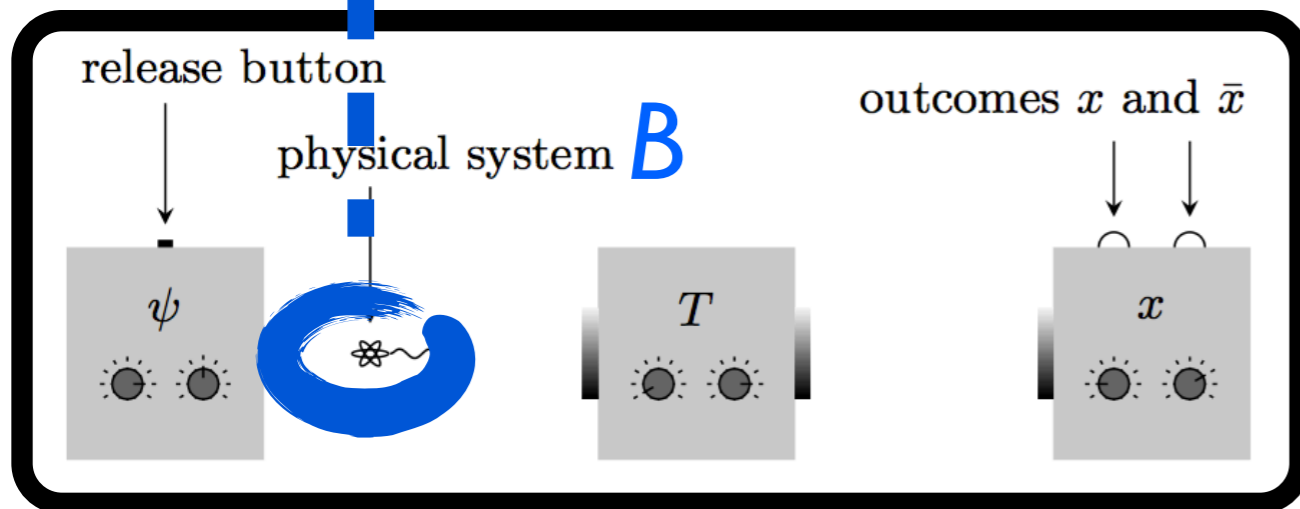 release button
outcomes x and x̄
physical system B
ψ
T
x